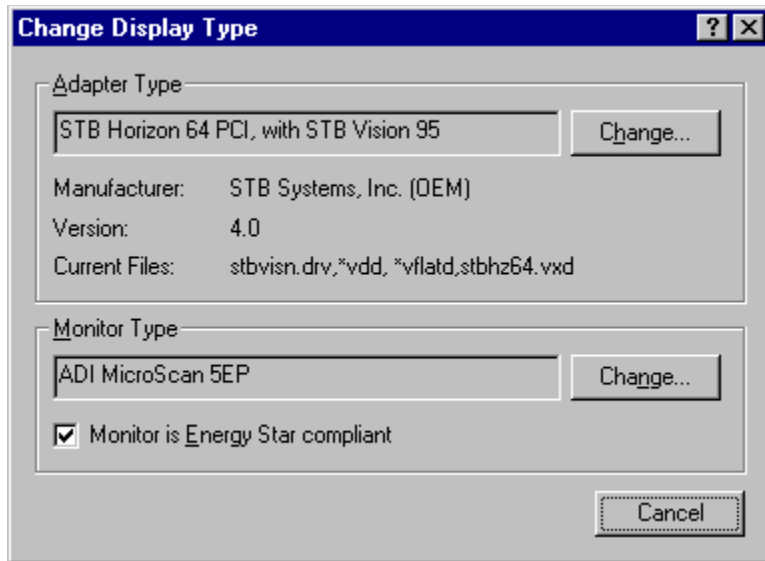 Change Display Type
Adapter Type
STB Horizon 64 PCI, with STB Vision 95
Change...
Manufacturer: STB Systems, Inc. (OEM)
Version: 4.0
Current Files: stbvisn.drv,*vdd, *vflatd,stbhz64.vxd
Monitor Type
ADI MicroScan 5EP
Change...
Monitor is Energy Star compliant
Cancel